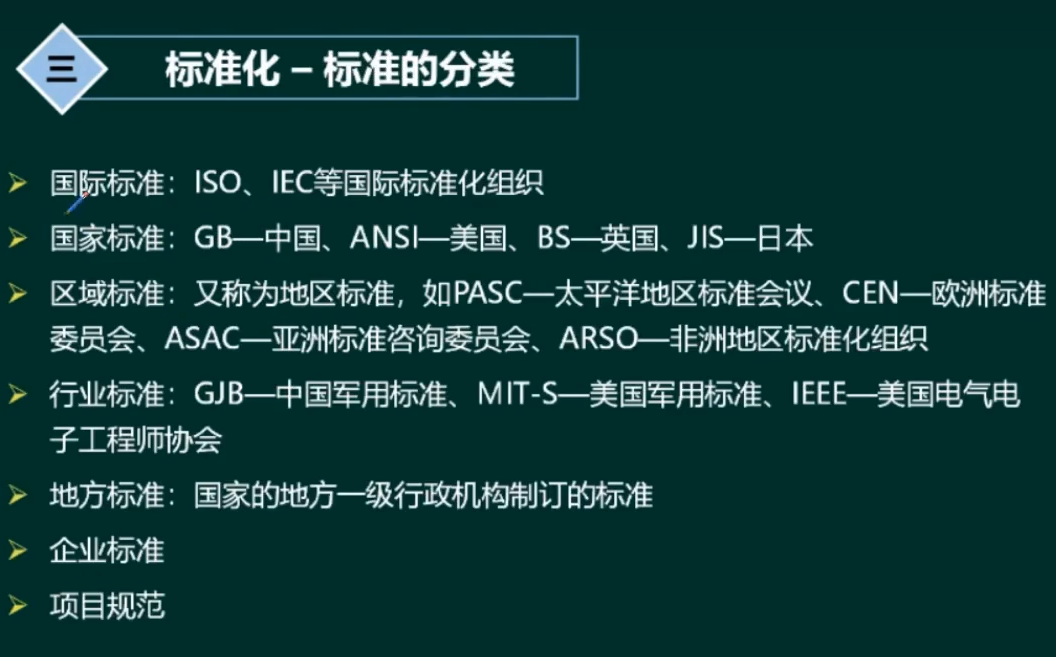 三
标准化 – 标准的分类
➢ 国际标准：ISO、IEC等国际标准化组织
➢ 国家标准：GB—中国、ANSI—美国、BS—英国、JIS—日本
➢ 区域标准：又称为地区标准，如PASC—太平洋地区标准会议、CEN—欧洲标准
委员会、ASAC—亚洲标准咨询委员会、ARSO—非洲地区标准化组织
➢ 行业标准：GJB—中国军用标准、MIT-S—美国军用标准、IEEE—美国电气电
子工程师协会
➢ 地方标准：国家的地方一级行政机构制订的标准
➢ 企业标准
➢ 项目规范